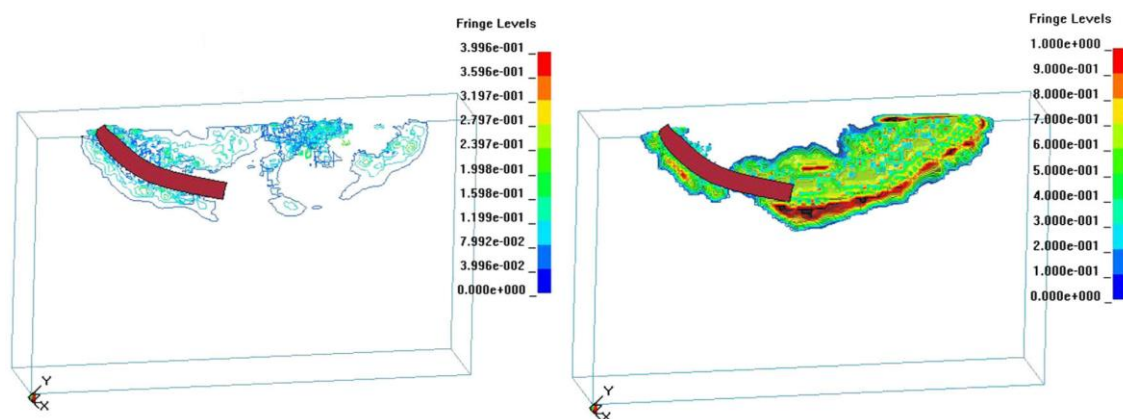 Fringe Levels
3.996e-001
3.596e-001
3.197e-001
2.797e-001
2.397e-001
1.998e-001
1.598e-001
1.199e-001
7.992e-002
3.996e-002
0.000e+000
Y
X
Fringe Levels
1.000e+000
9.000e-001
8.000e-001
7.000e-001
6.000e-001
5.000e-001
4.000e-001
3.000e-001
2.000e-001
1.000e-001
0.000e+000
Y
X